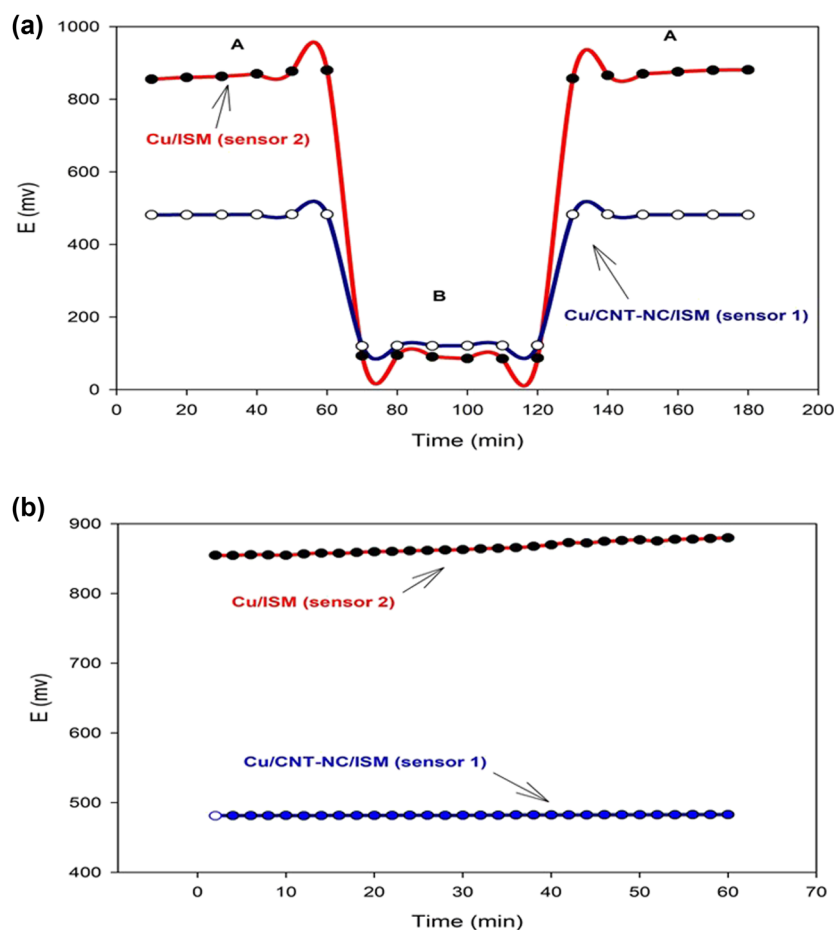 (a)
1000
800
600
400
200
0
E (mv)
A
A
B
Cu/ISM (sensor 2)
Cu/CNT-NC/ISM (sensor 1)
0 20 40 60 80 100 120 140 160 180 200
Time (min)
(b)
900
800
700
600
500
400
E (mv)
Cu/ISM (sensor 2)
Cu/CNT-NC/ISM (sensor 1)
0 10 20 30 40 50 60 70
Time (min)